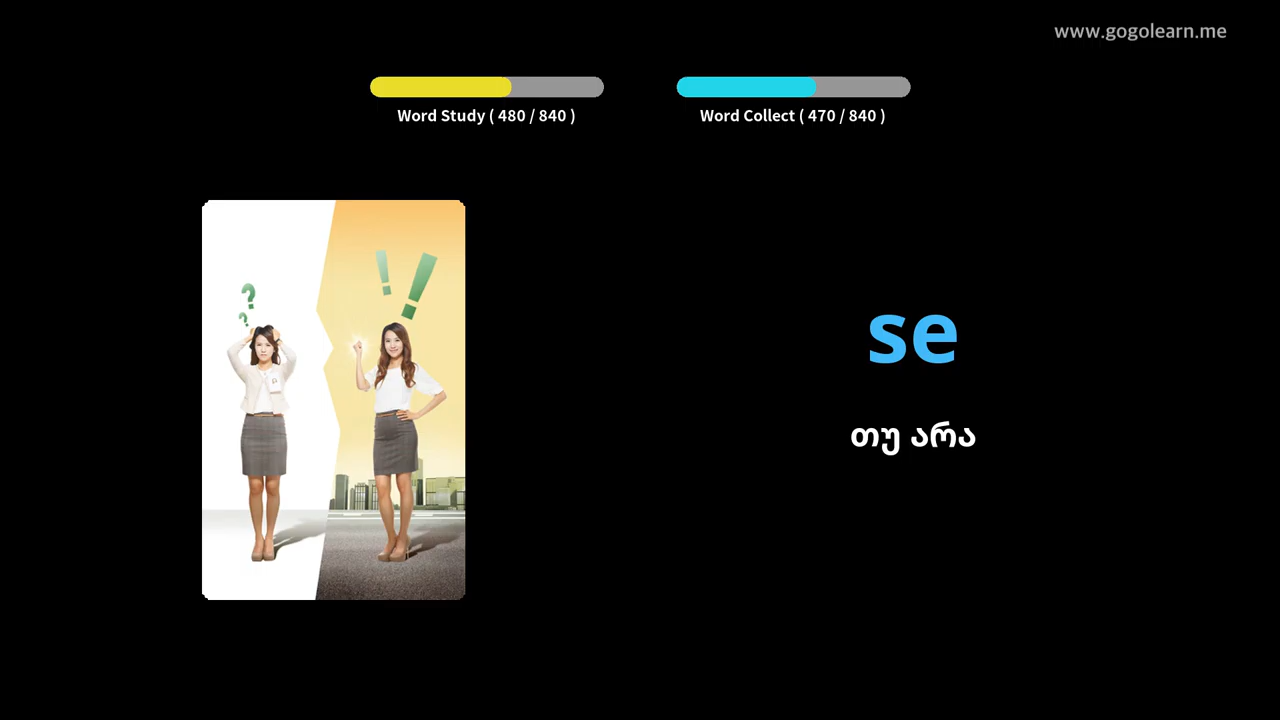 www.gogolearn.me
Word Study ( 480 / 840 )
Word Collect ( 470 / 840 )
? ?
! !
se
თუ არა